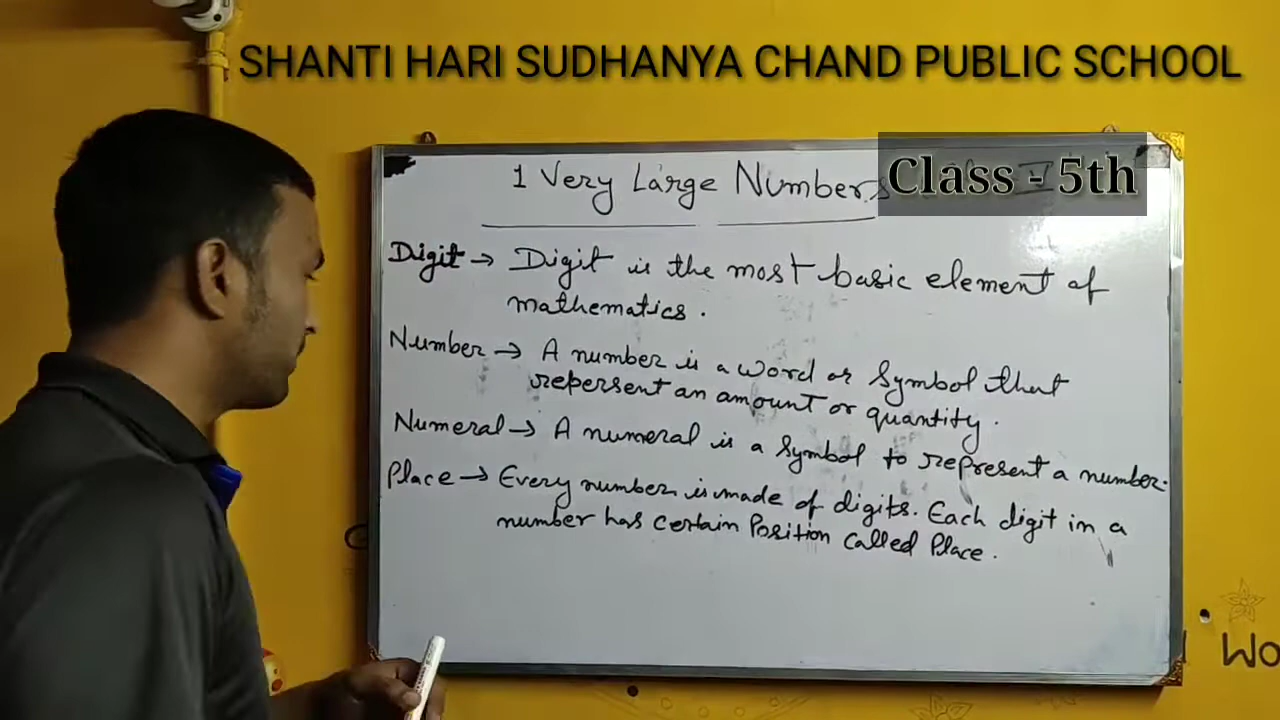 SHANTI HARI SUDHANYA CHAND PUBLIC SCHOOL
Class - 5th
1 Very Large Numbers
V
Digit → Digit is the most basic element of
mathematics.
Number → A number is a word or Symbol that
repersent an amount or quantity.
Numeral → A numeral is a Symbol to represent a number.
Place → Every number is made of digits. Each digit in a
number has certain Position called Place.
Wo